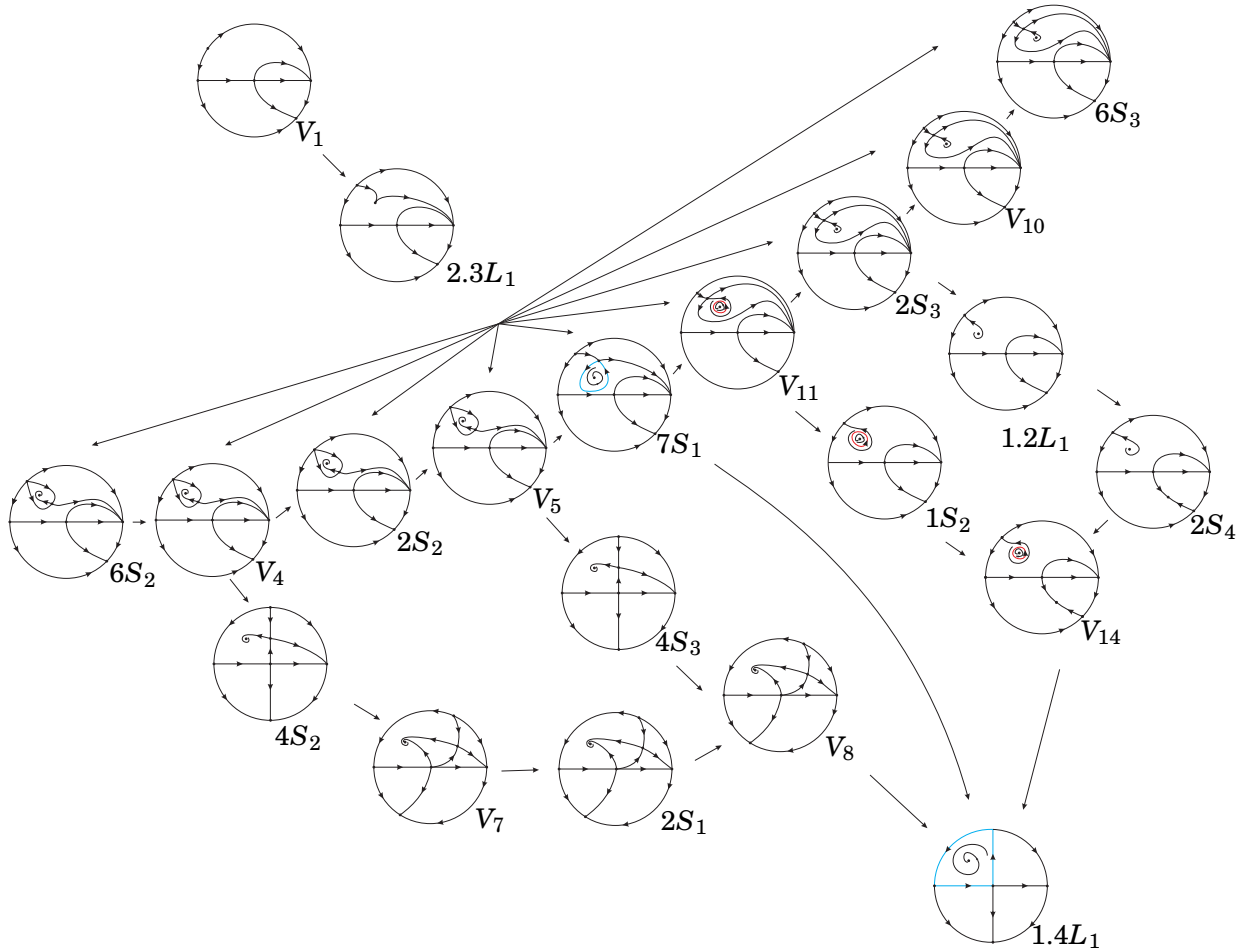 6S₃
V₁
V₁₀
2.3L₁
2S₃
V₁₁
1.2L₁
7S₁
V₅
1S₂
2S₄
2S₂
6S₂
V₄
V₁₄
4S₃
4S₂
V₈
V₇
2S₁
1.4L₁